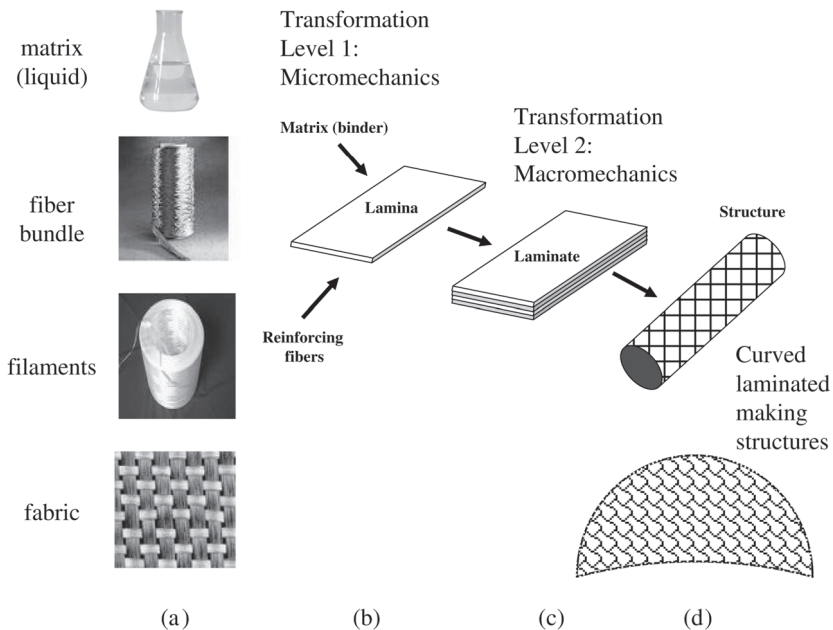 matrix
(liquid)
fiber
bundle
filaments
fabric
Transformation
Level 1:
Micromechanics
Matrix (binder)
Lamina
Reinforcing
fibers
Transformation
Level 2:
Macromechanics
Laminate
Structure
Curved
laminated
making
structures
(a)
(b)
(c)
(d)